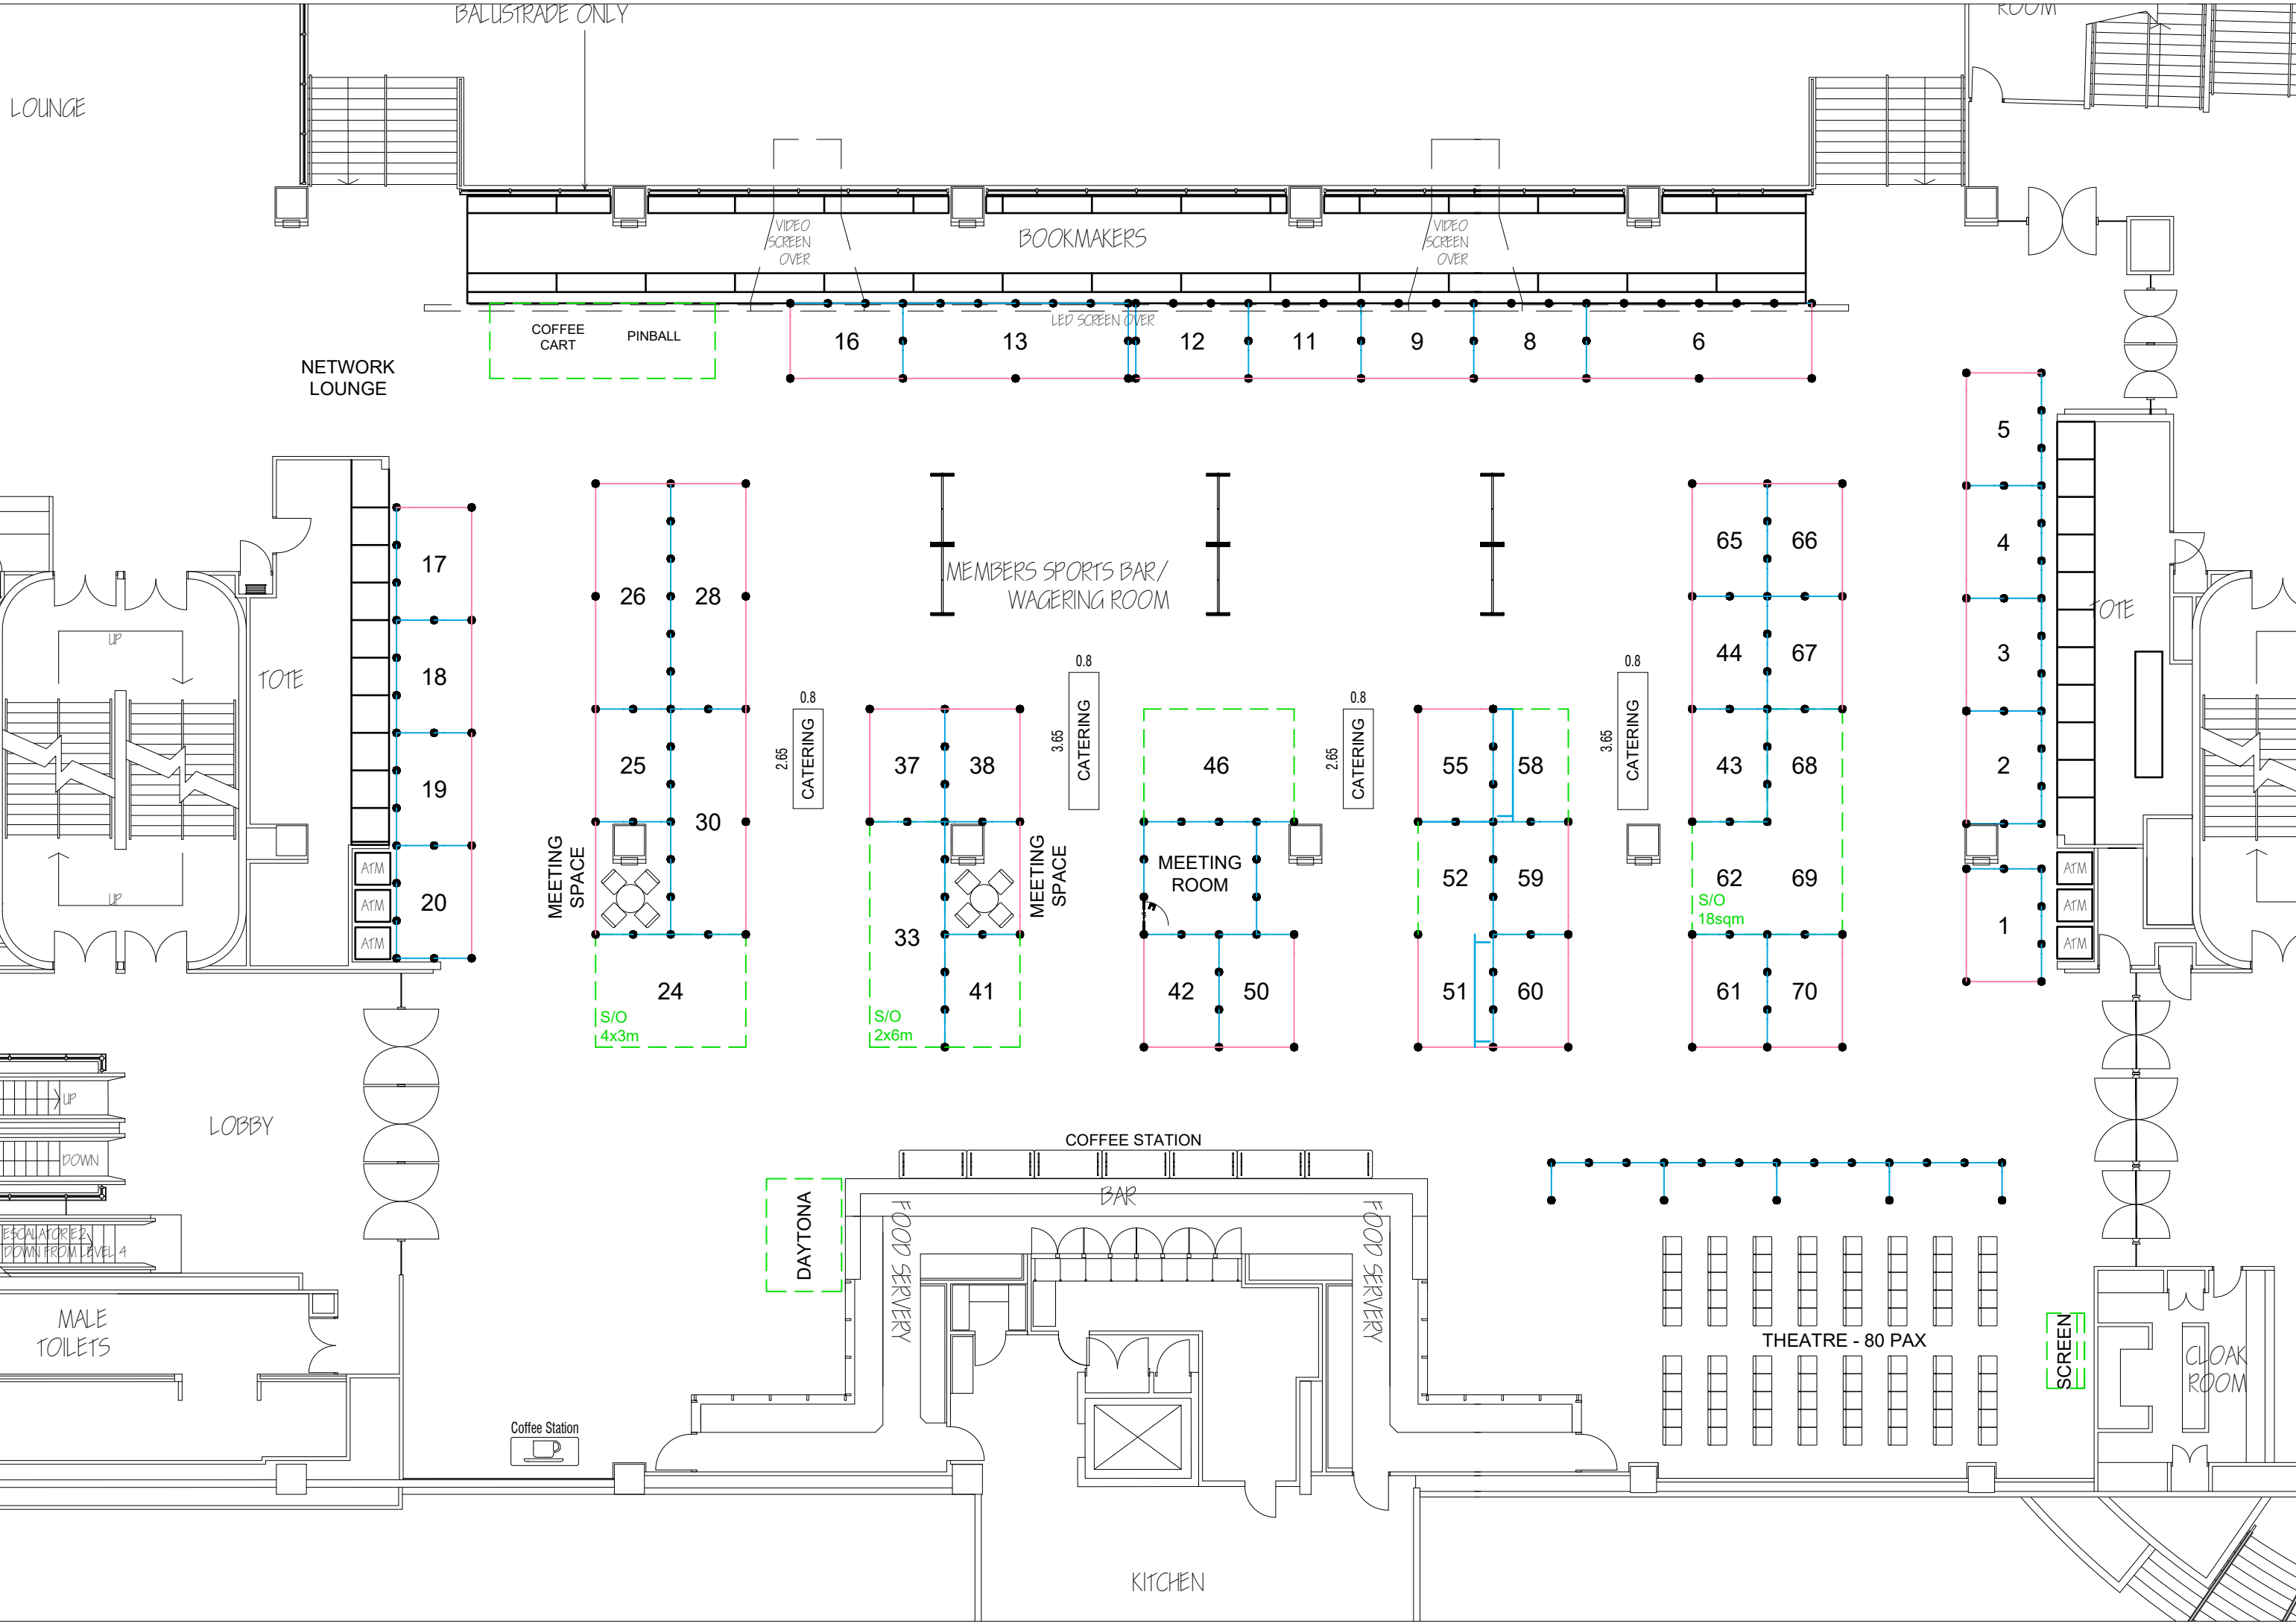 BALUSTRADE ONLY
ROOM
LOUNGE
VIDEO
SCREEN
OVER
BOOKMAKERS
VIDEO
SCREEN
OVER
COFFEE
CART
PINBALL
LED SCREEN OVER
16
13
12
11
9
8
6
NETWORK
LOUNGE
5
4
3
2
1
17
18
19
20
TOTE
UP
UP
ATM
ATM
ATM
26
28
25
30
MEETING
SPACE
24
S/O
4x3m
MEMBERS SPORTS BAR/
WAGERING ROOM
0.8
2.65
CATERING
37
38
33
41
S/O
2x6m
MEETING
SPACE
0.8
3.65
CATERING
46
MEETING
ROOM
42
50
0.8
2.65
CATERING
55
58
52
59
51
60
0.8
3.65
CATERING
65
66
44
67
43
68
62
69
S/O
18sqm
61
70
TOTE
ATM
ATM
ATM
LOBBY
UP
DOWN
ESCALATOR E2
DOWN FROM LEVEL 4
MALE
TOILETS
COFFEE STATION
BAR
DAYTONA
FOOD SERVERY
FOOD SERVERY
THEATRE - 80 PAX
SCREEN
CLOAK
ROOM
Coffee Station
KITCHEN